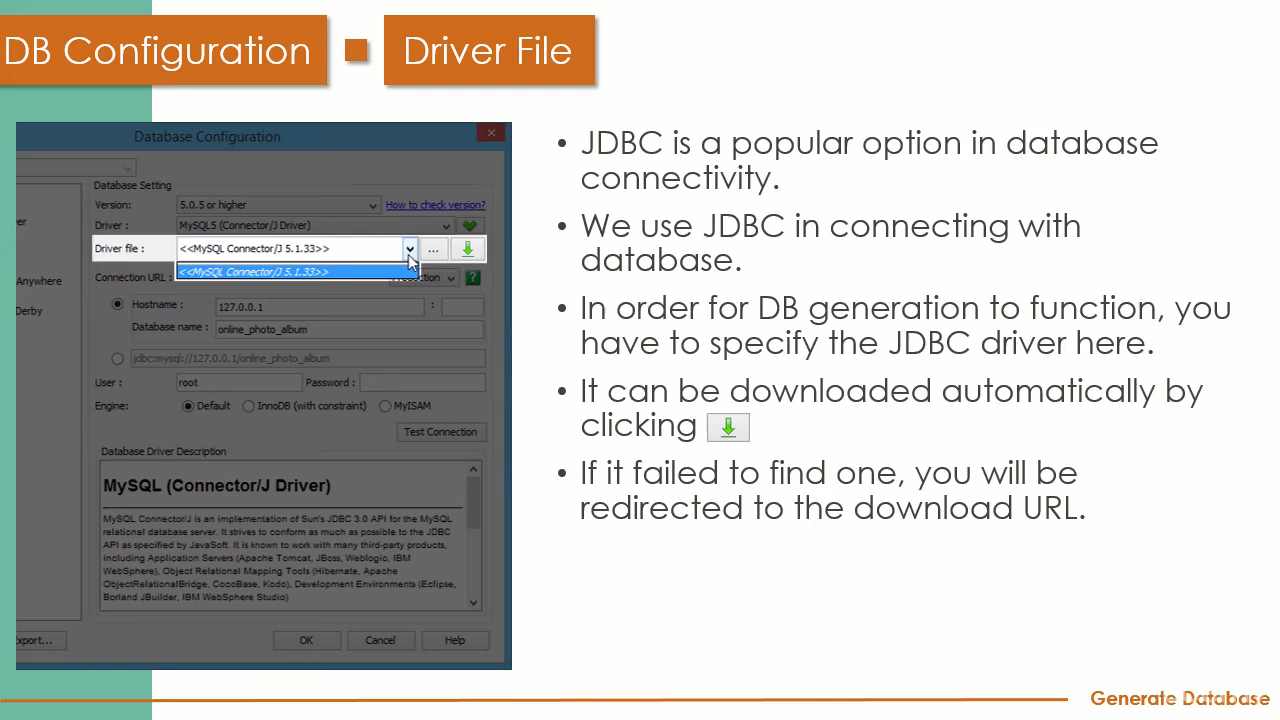 DB Configuration
Driver File
Database Configuration
Database Setting
Version:
5.0.5 or higher
How to check version?
Driver :
MySQL5 (Connector/J Driver)
Driver file :
<<MySQL Connector/J 5.1.33>>
...
<<MySQL Connector/J 5.1.33>>
Connection URL :
Anywhere
Derby
Hostname :
127.0.0.1
:
Database name :
online_photo_album
jdbc:mysql://127.0.0.1/online_photo_album
User :
root
Password :
Engine:
Default
InnoDB (with constraint)
MyISAM
Test Connection
Database Driver Description
MySQL (Connector/J Driver)
MySQL Connector/J is an implementation of Sun's JDBC 3.0 API for the MySQL
relational database server. It strives to conform as much as possible to the JDBC
API as specified by JavaSoft. It is known to work with many third-party products,
including Application Servers (Apache Tomcat, JBoss, Weblogic, IBM
WebSphere), Object Relational Mapping Tools (Hibernate, Apache
ObjectRelationalBridge, CocoBase, Kodo), Development Environments (Eclipse,
Borland JBuilder, IBM WebSphere Studio)
xport...
OK
Cancel
Help
• JDBC is a popular option in database
connectivity.
• We use JDBC in connecting with
database.
• In order for DB generation to function, you
have to specify the JDBC driver here.
• It can be downloaded automatically by
clicking
• If it failed to find one, you will be
redirected to the download URL.
Generate Database